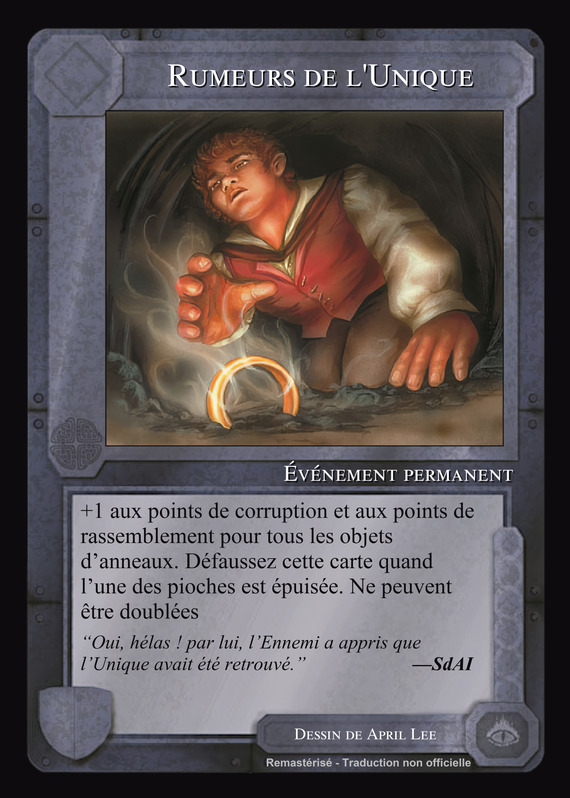 Rumeurs de l'Unique
Événement permanent
+1 aux points de corruption et aux points de
rassemblement pour tous les objets
d’anneaux. Défaussez cette carte quand
l’une des pioches est épuisée. Ne peuvent
être doublées
“Oui, hélas ! par lui, l’Ennemi a appris que
l’Unique avait été retrouvé.” —SdAI
Dessin de April Lee
Remastérisé - Traduction non officielle